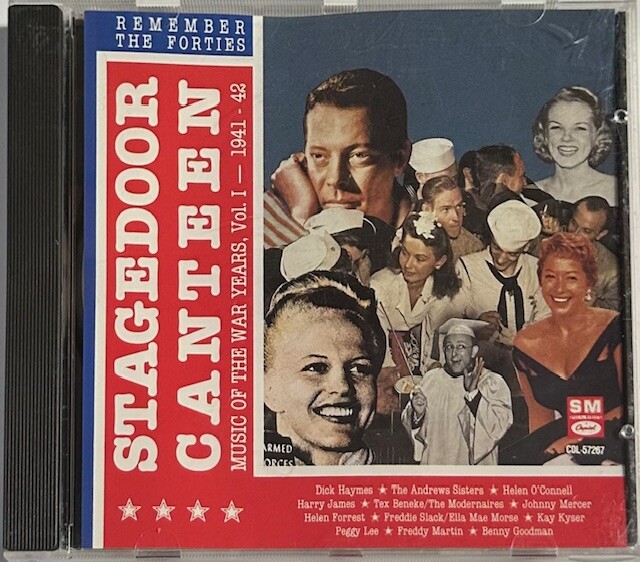 REMEMBER
THE FORTIES
STAGEDOOR
CANTEEN
MUSIC OF THE WAR YEARS, Vol. I — 1941 - 42
ARMED
ORCES
SM
Capitol
CDL-57267
Dick Haymes ★ The Andrews Sisters ★ Helen O'Connell
Harry James ★ Tex Beneke/The Modernaires ★ Johnny Mercer
Helen Forrest ★ Freddie Slack/Ella Mae Morse ★ Kay Kyser
Peggy Lee ★ Freddy Martin ★ Benny Goodman